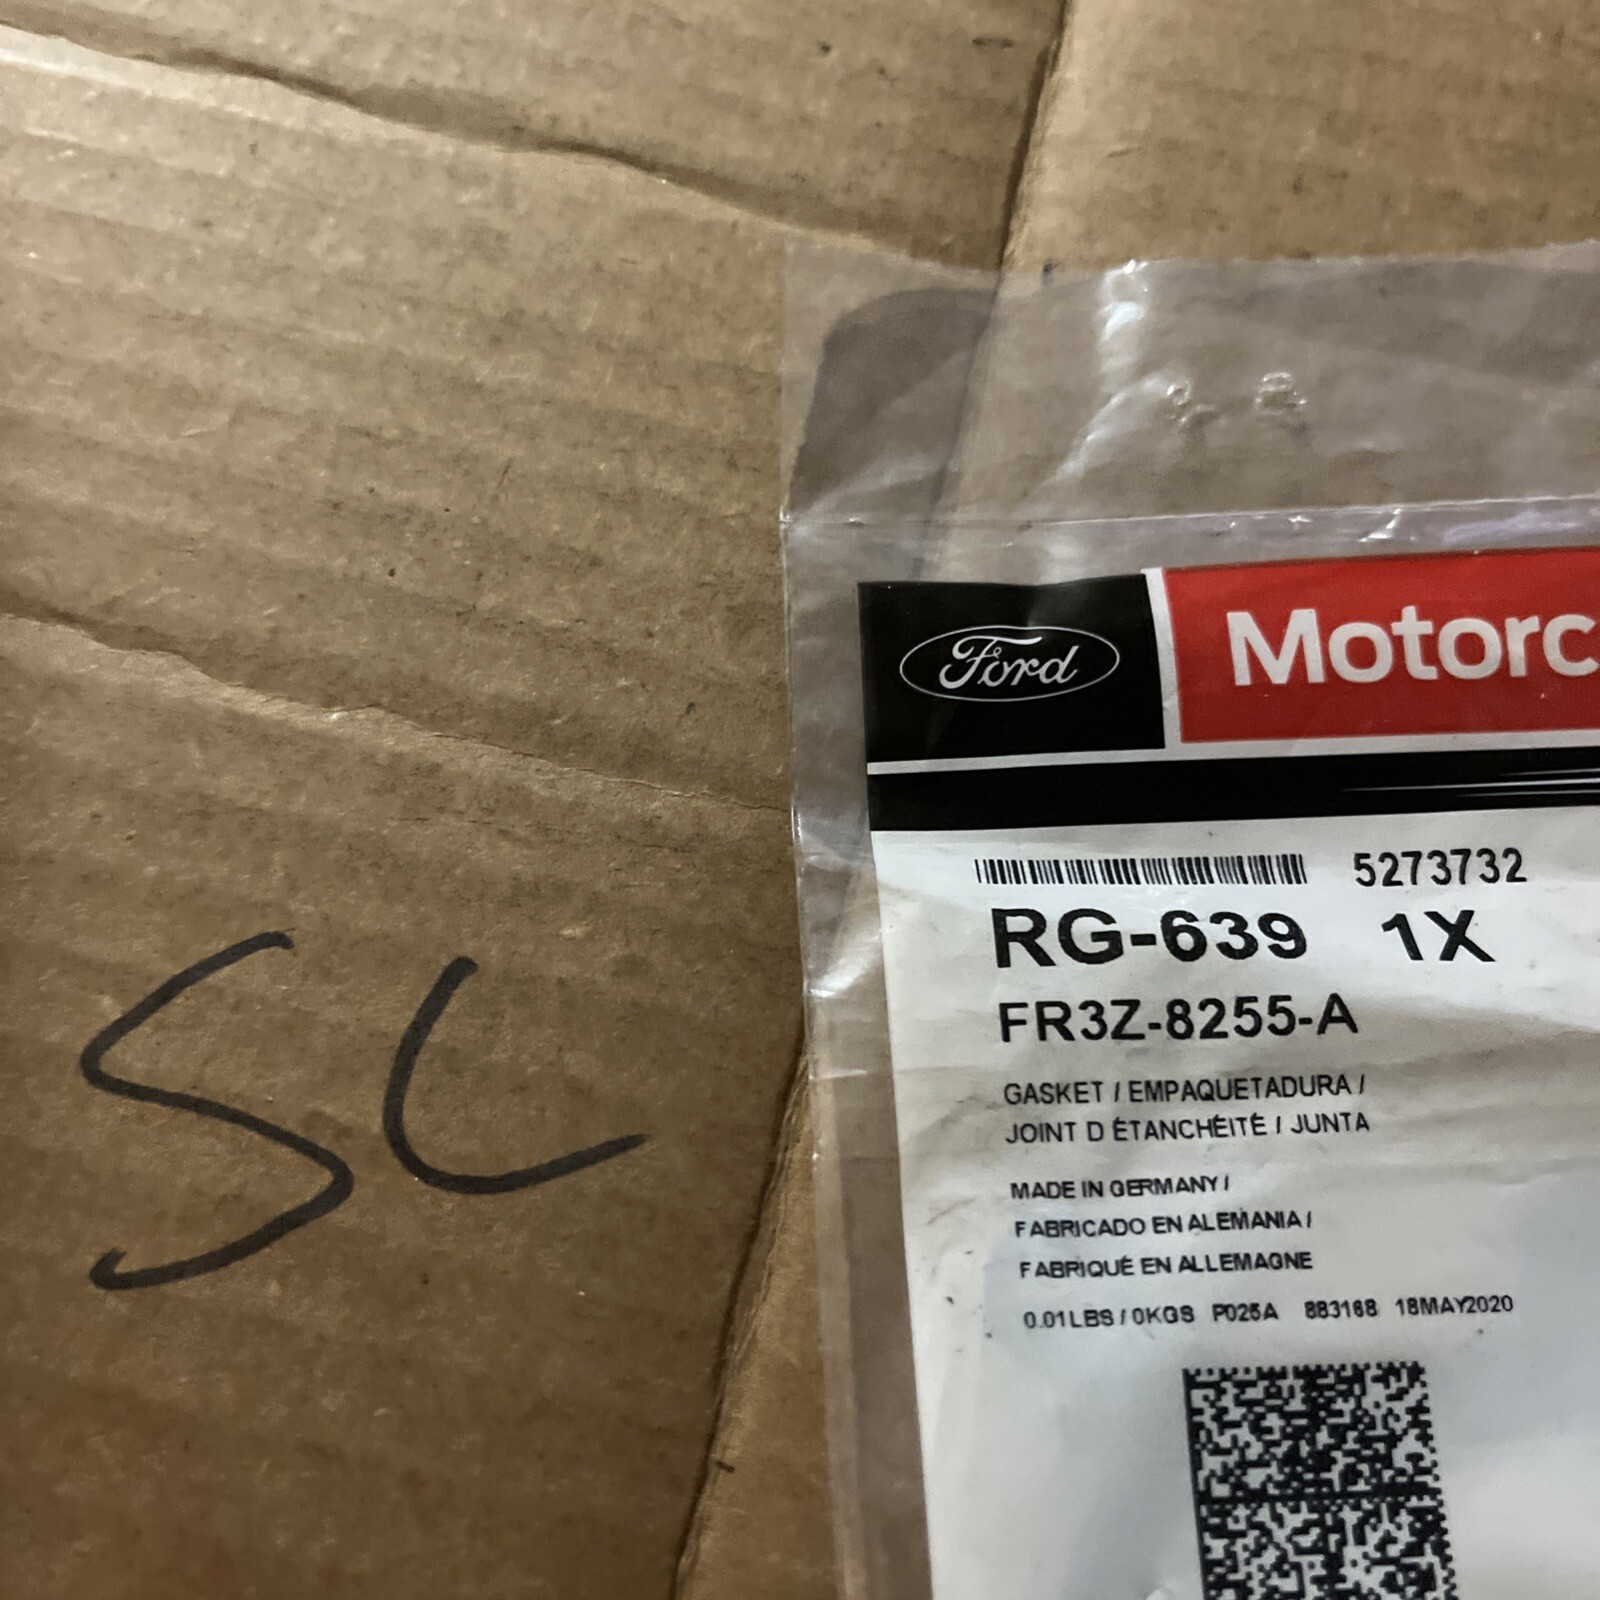 SL
Ford
Motorc
5273732
RG-639 1X
FR3Z-8255-A
GASKET / EMPAQUETADURA /
JOINT D ÉTANCHÉITÉ / JUNTA
MADE IN GERMANY /
FABRICADO EN ALEMANIA /
FABRIQUÉ EN ALLEMAGNE
0.01LBS / 0KGS P025A 883168 18MAY2020